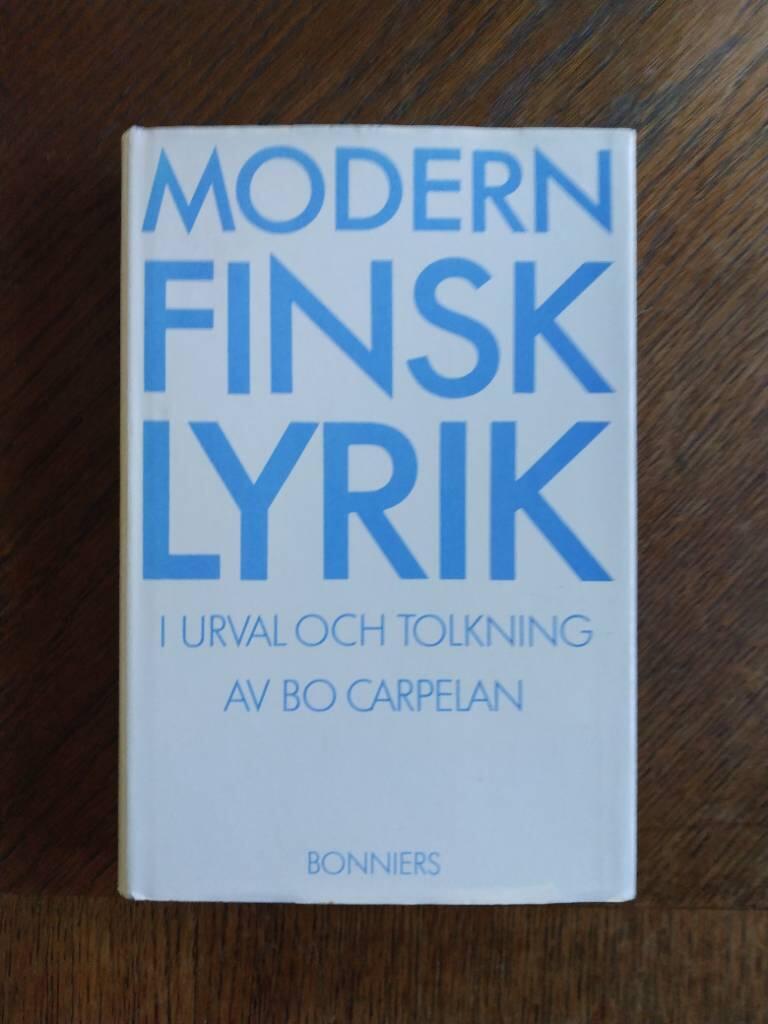 MODERN
FINSK
LYRIK
I URVAL OCH TOLKNING
AV BO CARPELAN
BONNIERS